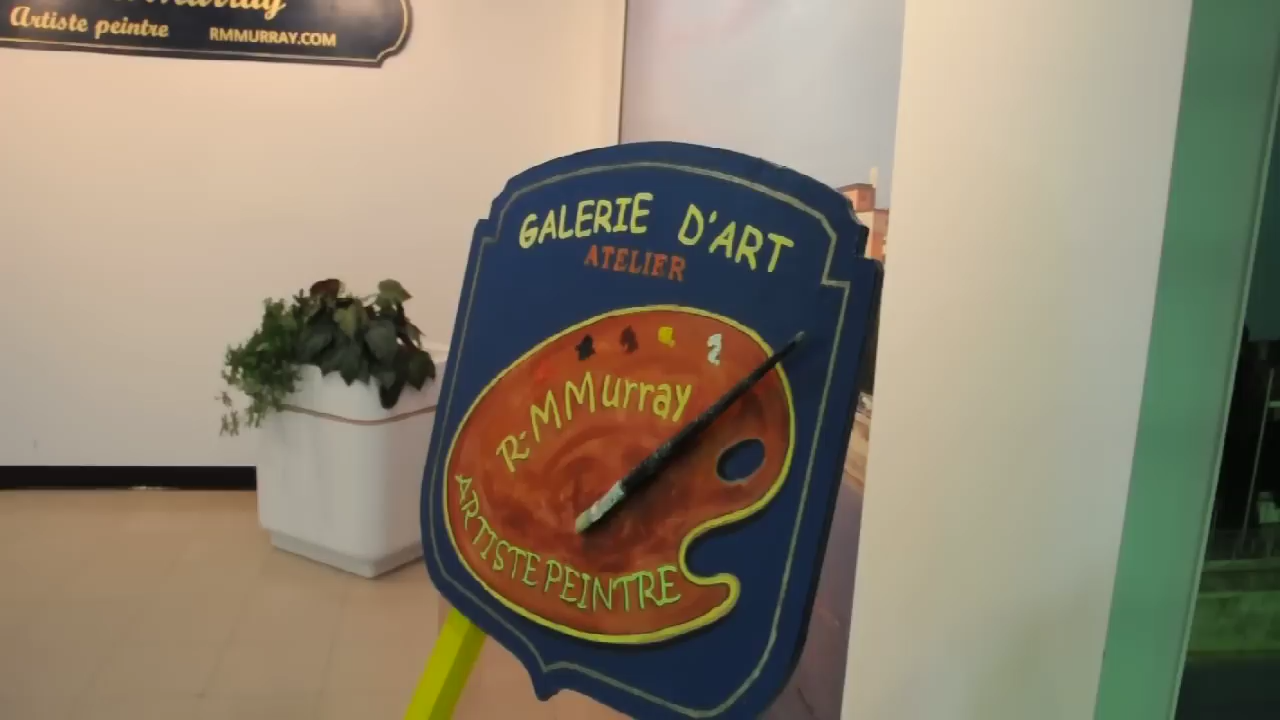 Artiste peintre RMMURRAY.COM
GALERIE D'ART
ATELIER
R.MMurray
ARTISTE PEINTRE